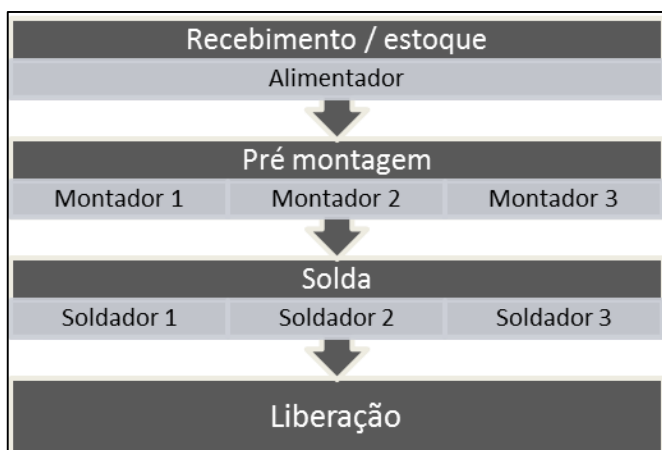 Recebimento / estoque
Alimentador
Pré montagem
Montador 1 Montador 2 Montador 3
Solda
Soldador 1 Soldador 2 Soldador 3
Liberação